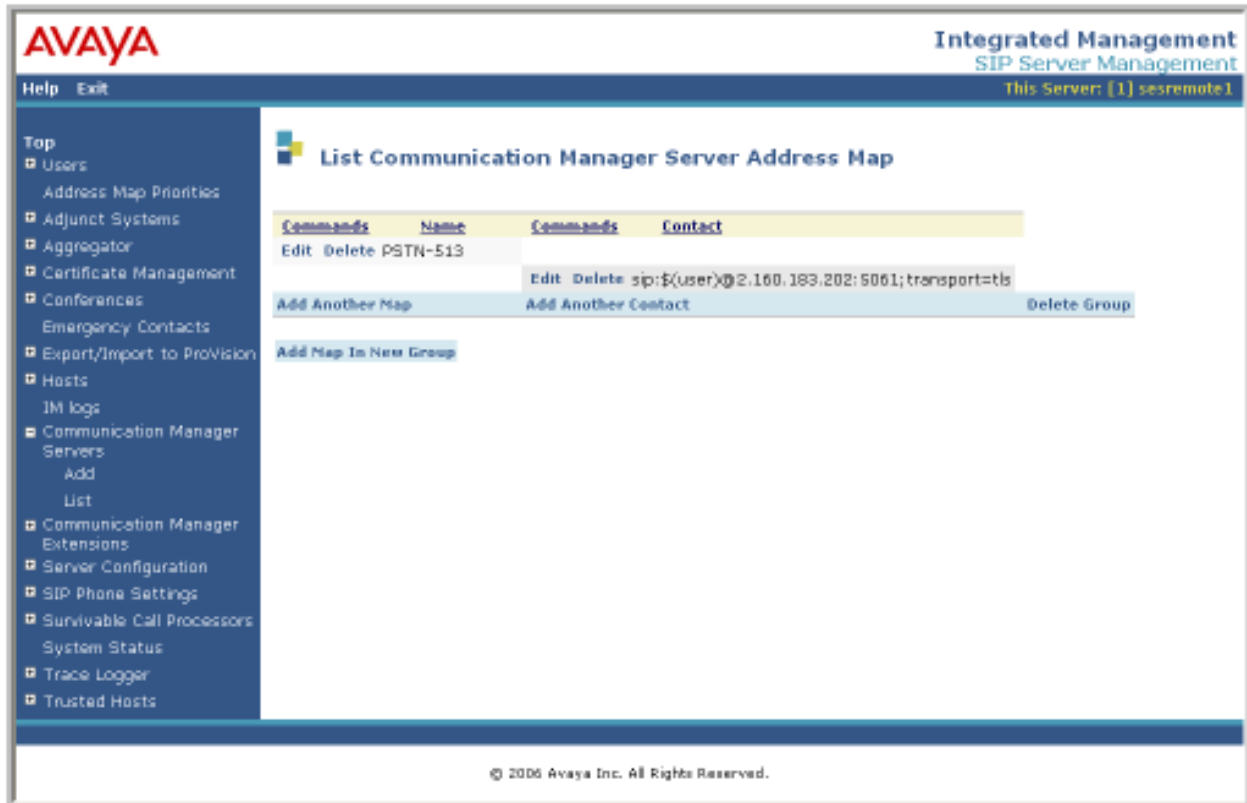 AVAYA
Integrated Management
SIP Server Management
Help Exit
This Server: [1] sesremote1
Top
Users
Address Map Priorities
Adjunct Systems
Aggregator
Certificate Management
Conferences
Emergency Contacts
Export/Import to ProVision
Hosts
IM logs
Communication Manager
Servers
Add
List
Communication Manager
Extensions
Server Configuration
SIP Phone Settings
Survivable Call Processors
System Status
Trace Logger
Trusted Hosts
List Communication Manager Server Address Map
Commands Name Commands Contact
Edit Delete PSTN-513
Edit Delete sip:$(user)@2.160.183.202:5061;transport=tls
Add Another Map Add Another Contact Delete Group
Add Map In New Group
© 2006 Avaya Inc. All Rights Reserved.